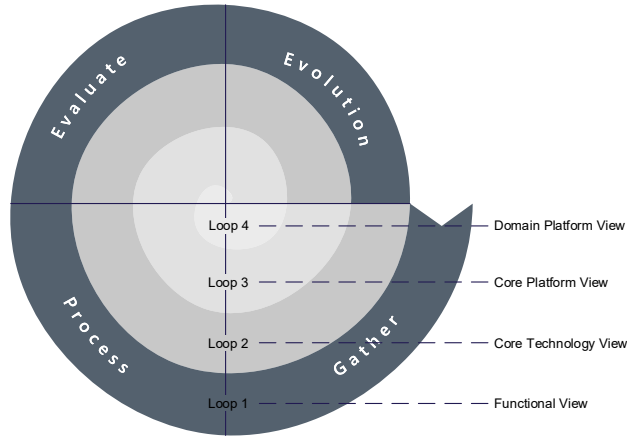 Evaluate
Evolution
Loop 4 Domain Platform View
Loop 3 Core Platform View
Process
Gather
Loop 2 Core Technology View
Loop 1 Functional View